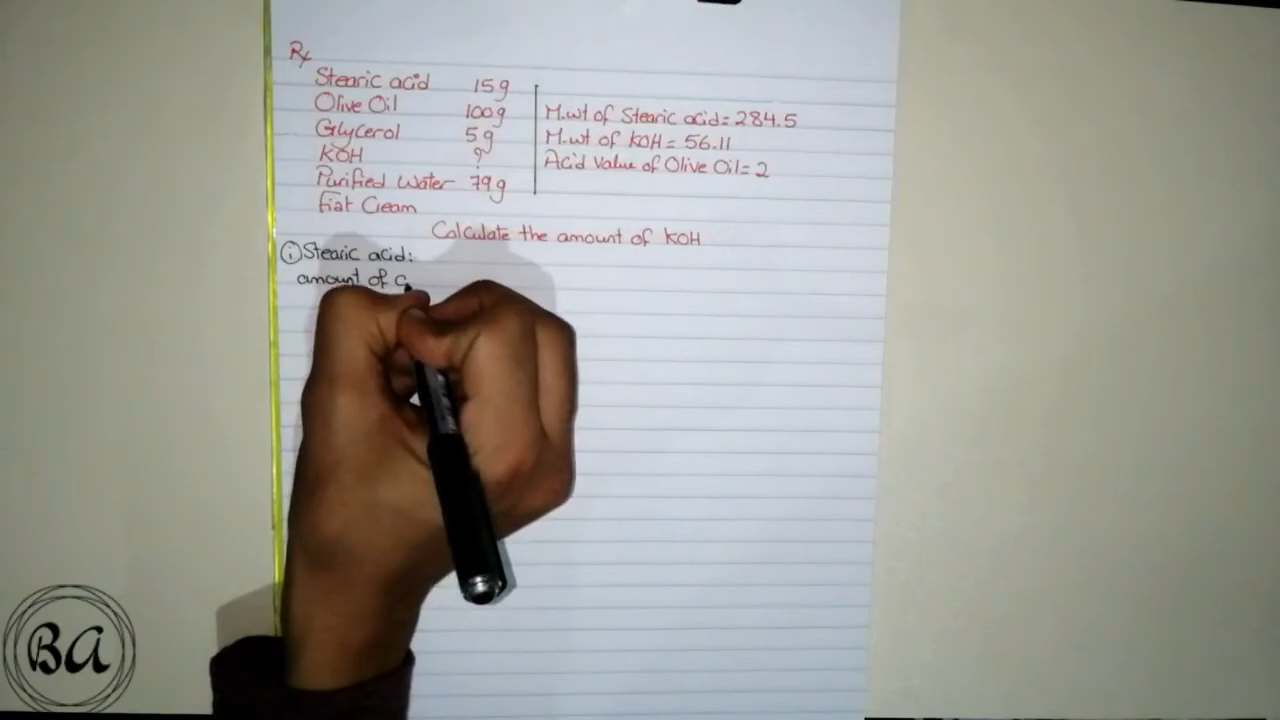 Rx
Stearic acid 15g
Olive Oil 100g
Glycerol 5g
KOH ?
Purified Water 79g
Fiat Cream
M.wt of Stearic acid = 284.5
M.wt of KOH = 56.11
Acid Value of Olive Oil = 2
Calculate the amount of KOH
① Stearic acid:
amount of
BA